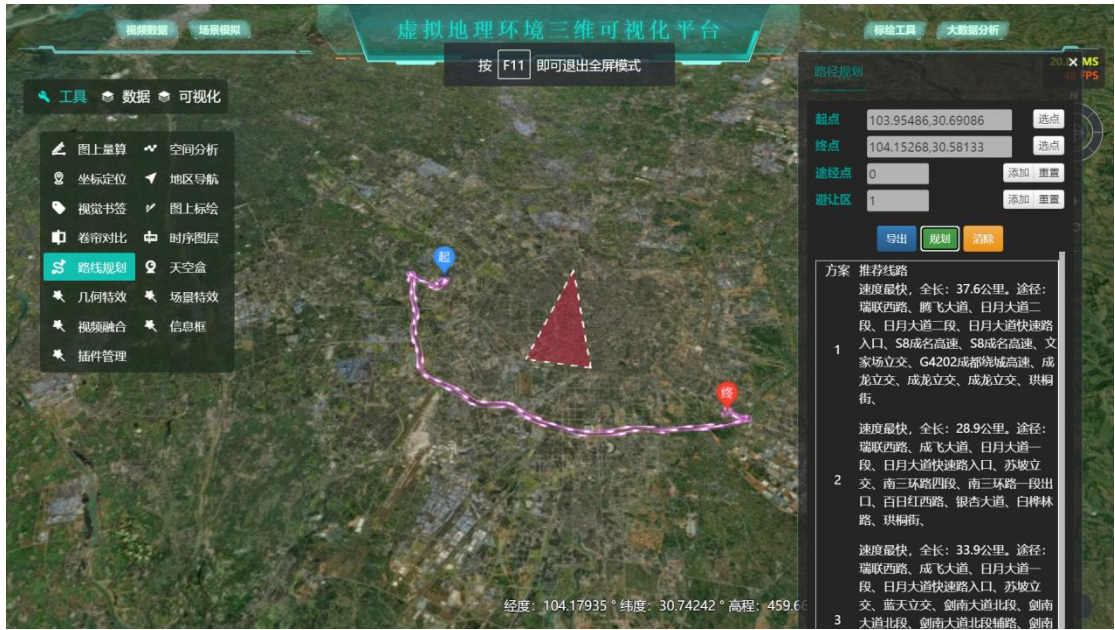 视频数据
场景模拟
虚拟地理环境三维可视化平台
标绘工具
大数据分析
按 F11 即可退出全屏模式
MS
48 FPS
N
工具
数据
可视化
图上量算
空间分析
坐标定位
地区导航
视觉书签
图上标绘
卷帘对比
时序图层
路线规划
天空盒
几何特效
场景特效
视频融合
信息框
插件管理
路径规划
×
起点 103.95486,30.69086 选点
终点 104.15268,30.58133 选点
途经点 0 添加 重置
避让区 1 添加 重置
导出 规划 清除
方案 推荐线路
速度最快，全长：37.6公里。途径：
瑞联西路、腾飞大道、日月大道二
段、日月大道二段、日月大道快速路
入口、S8成名高速、S8成名高速、文
1 家场立交、G4202成都绕城高速、成
龙立交、成龙立交、成龙立交、珙桐
街、
速度最快，全长：28.9公里。途径：
瑞联西路、成飞大道、日月大道一
段、日月大道快速路入口、苏坡立
2 交、南三环路四段、南三环路一段出
口、百日红西路、银杏大道、白桦林
路、珙桐街、
速度最快，全长：33.9公里。途径：
瑞联西路、成飞大道、日月大道一
段、日月大道快速路入口、苏坡立
交、蓝天立交、剑南大道北段、剑南
3 大道北段、剑南大道北段辅路、剑南
起
终
经度：104.17935 ° 纬度：30.74242 ° 高程：459.66